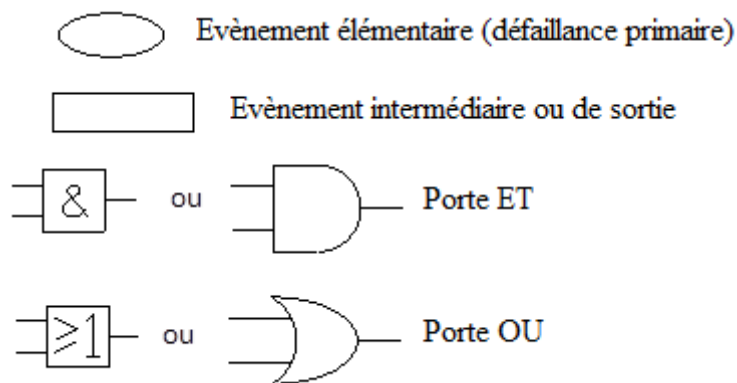 Evènement élémentaire (défaillance primaire)
Evènement intermédiaire ou de sortie
& ou Porte ET
≥1 ou Porte OU